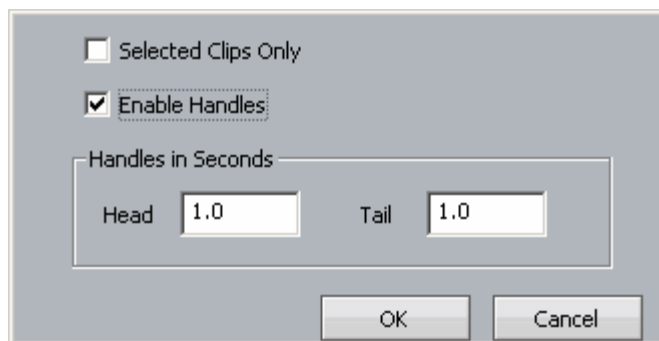 Selected Clips Only
Enable Handles
Handles in Seconds
Head 1.0 Tail 1.0
OK Cancel